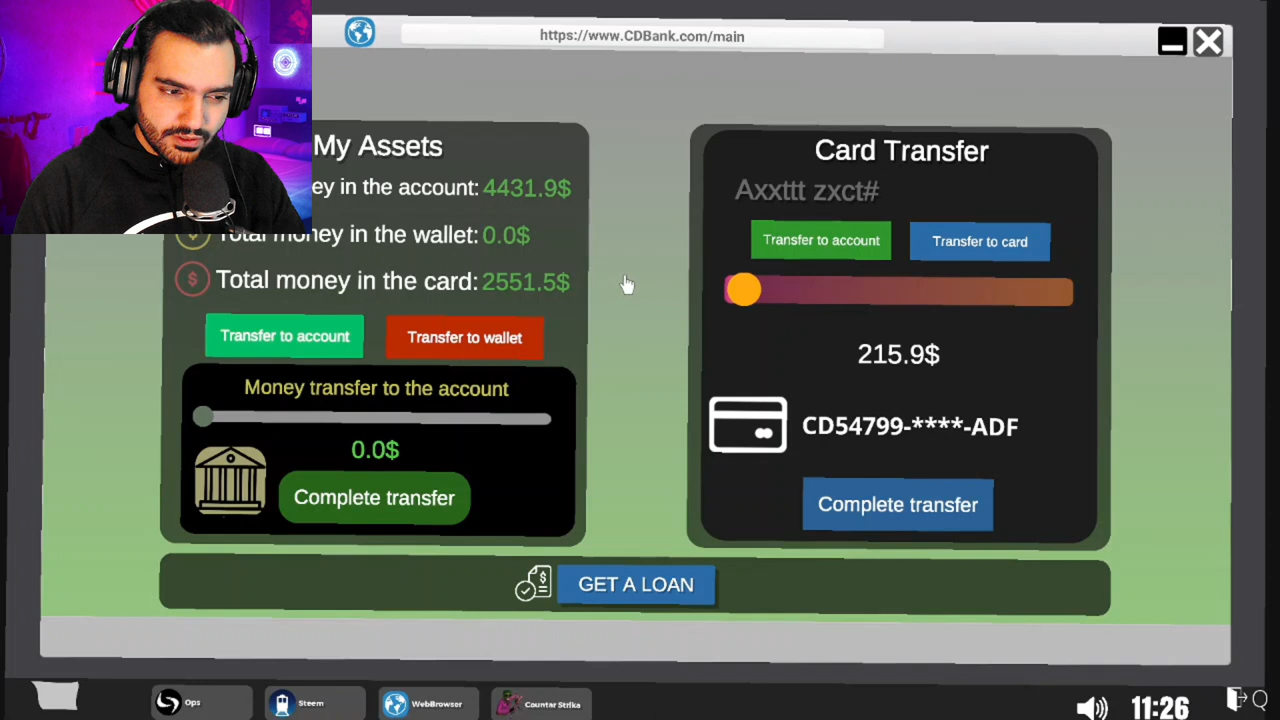 https://www.CDBank.com/main
My Assets
ey in the account: 4431.9$
Total money in the wallet: 0.0$
Total money in the card: 2551.5$
Transfer to account
Transfer to wallet
Money transfer to the account
0.0$
Complete transfer
Card Transfer
Axxttt zxct#
Transfer to account
Transfer to card
215.9$
CD54799-****-ADF
Complete transfer
GET A LOAN
Ops
Steem
WebBrowser
Countar Strika
11:26
Q